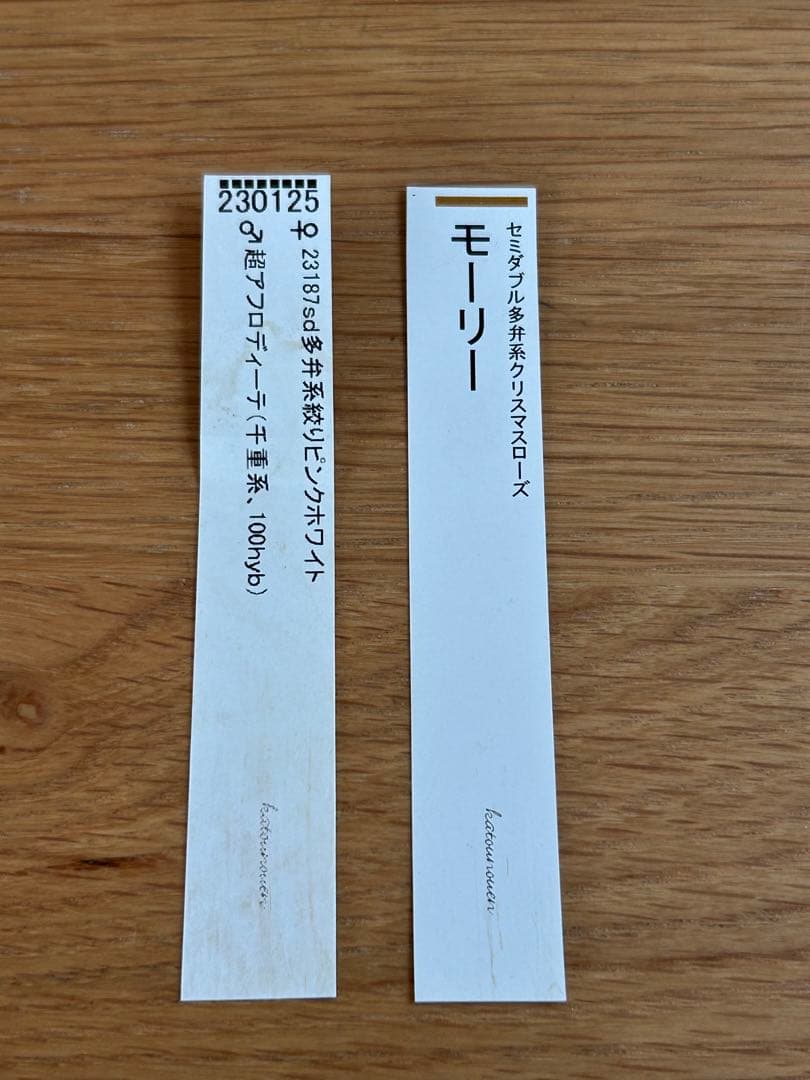 230125
♀ 23187sd多弁系絞りピンクホワイト
♂ 超アフロディーテ(千重系、100hyb)
katounouen
セミダブル多弁系クリスマスローズ
モーリー
katounouen